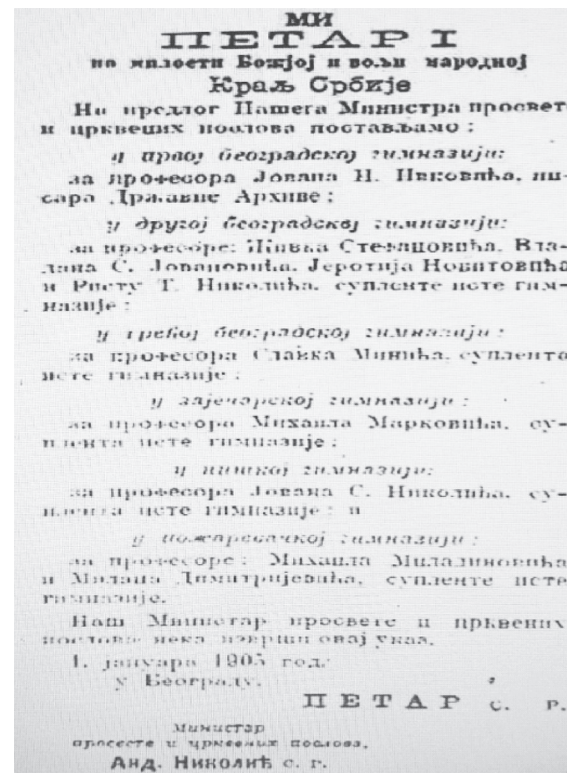 МИ
ПЕТАР I
по милости Божјој и вољи народној
Краљ Србије
На предлог Нашега Министра просвете
и црквених послова постављамо :
у првој београдској гимназији:
за професора Јована Н. Ивковића, пи-
сара Државне Архиве ;
у другој београдској гимназији:
за професоре: Живка Стефановића, Вла-
дана С. Јовановића, Јеротија
и Ристу Т. Николића, супленте исте гим-
назије ;
у трећој београдској гимназији :
за професора Славка Минића, суплента
исте гимназије ;
у зајечарској гимназији :
за професора Михаила Марковића, су-
плента исте гимназије ;
у нишкој гимназији:
за професора Јована С. Николића, су-
плента исте гимназије ; и
у пожаревачкој гимназији :
за професоре : Михаила Миладиновића
и Милана Димитријевића, супленте исте
гимназије.
Наш Министар просвете и црквених
послова нека изврши овај указ.
1. јануара 1905 год.
у Београду.
ПЕТАР с. р.
Министар
просвете и црквених послова,
Анд. Николић с. р.